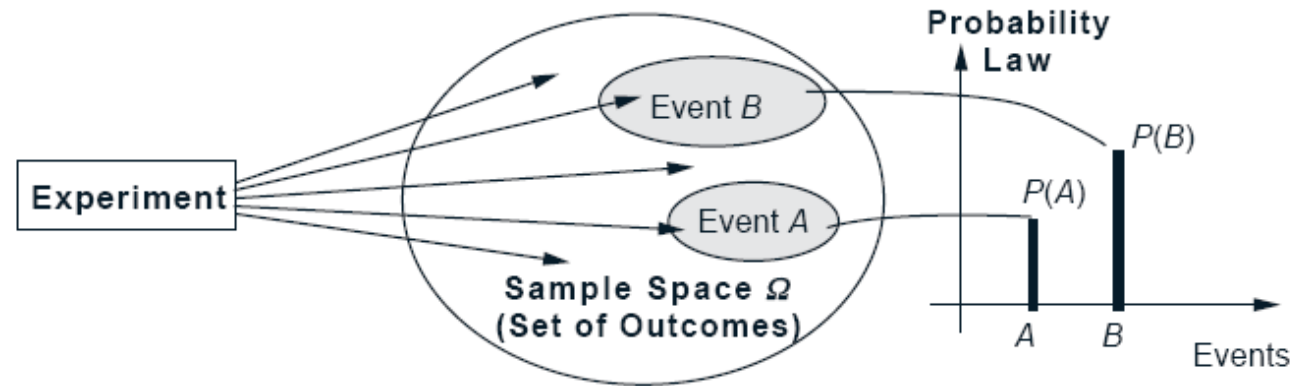 Experiment
Event B
Event A
Sample Space Ω
(Set of Outcomes)
Probability
Law
P(B)
P(A)
A
B
Events